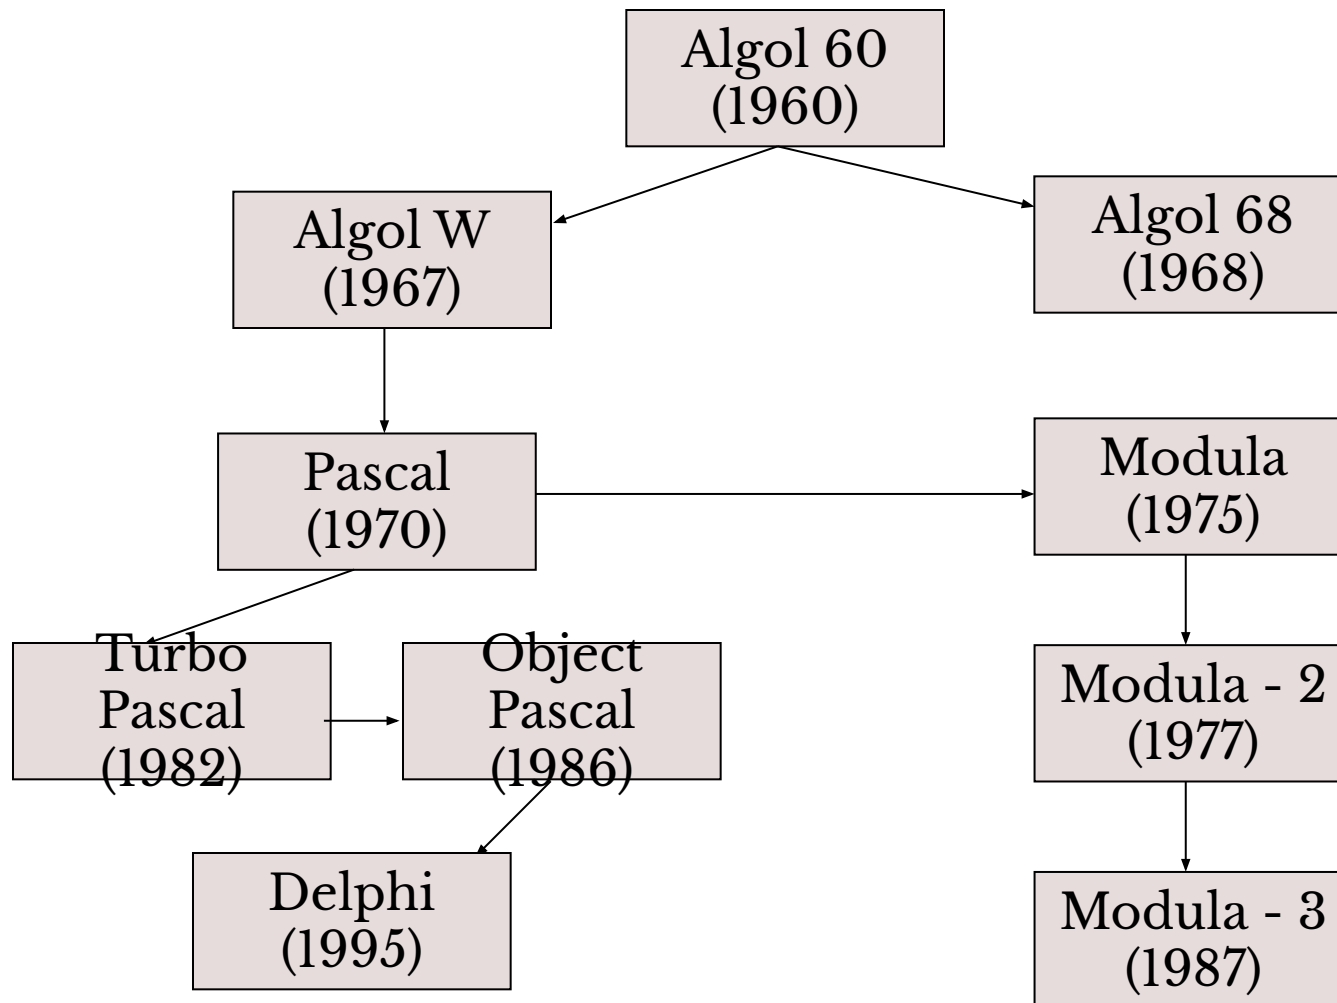 Algol 60
(1960)
Algol W
(1967)
Algol 68
(1968)
Pascal
(1970)
Modula
(1975)
Turbo
Pascal
(1982)
Object
Pascal
(1986)
Modula - 2
(1977)
Delphi
(1995)
Modula - 3
(1987)